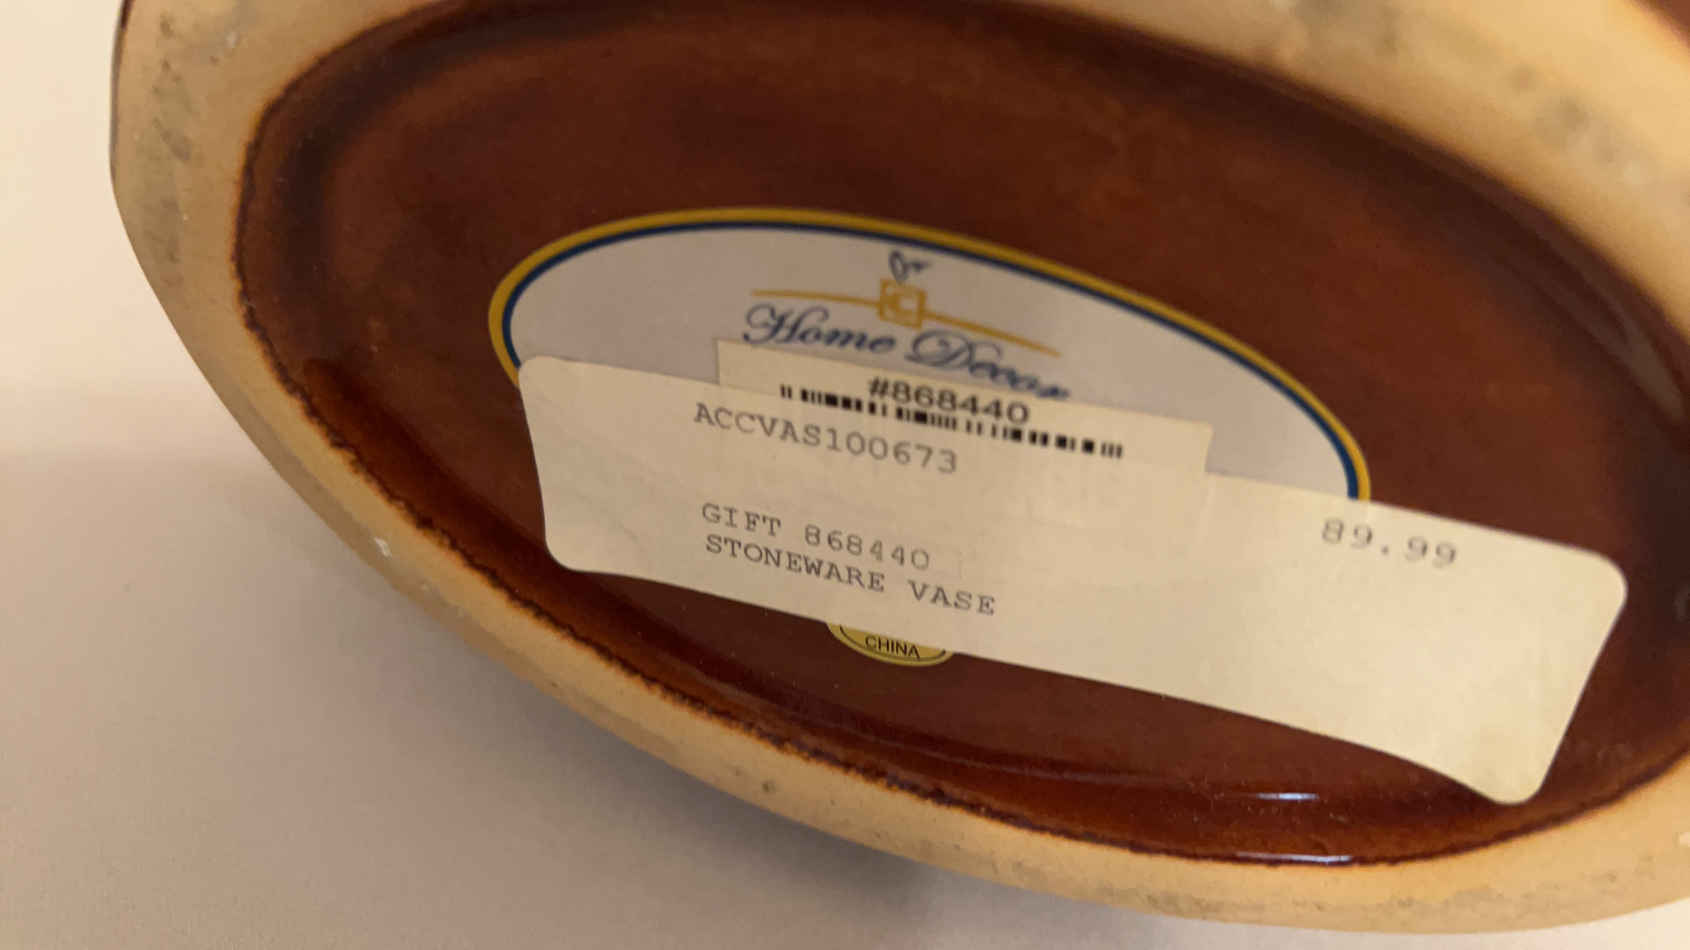 C
Home Decor
#868440
ACCVAS100673
GIFT 868440 89.99
STONEWARE VASE
CHINA